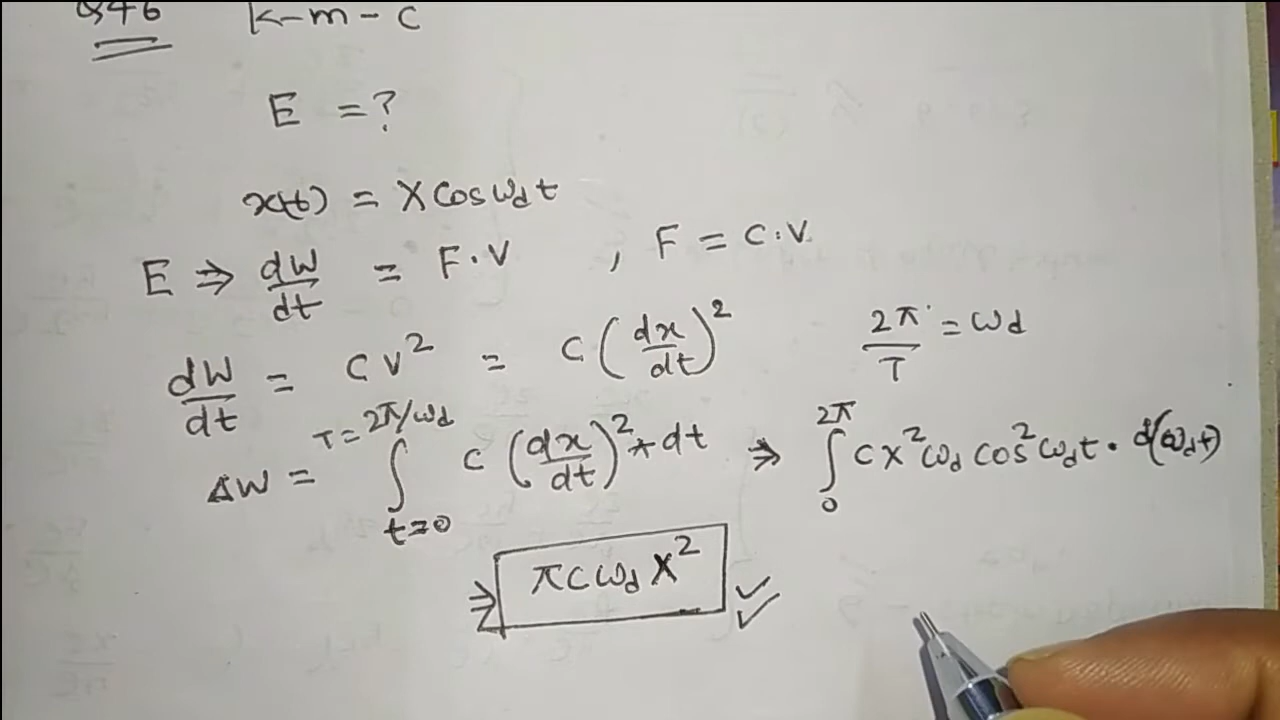 Q46 K-m-C
E = ?
x(t) = X Cos ω_d t
E ⇒ dW/dt = F·V , F = C·V
dW/dt = CV² = C(dx/dt)² 2π/T = ω_d
ΔW = ∫_{t=0}^{T=2π/ω_d} C(dx/dt)² * dt ⇒ ∫_0^{2π} CX²ω_d cos²ω_d t · d(ω_d t)
⇒ πCω_d X²